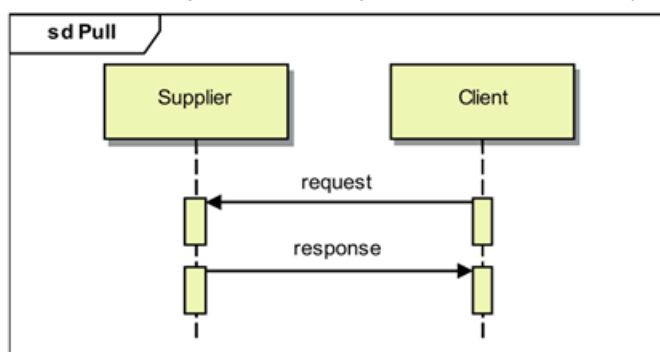 sd Pull
Supplier
Client
request
response